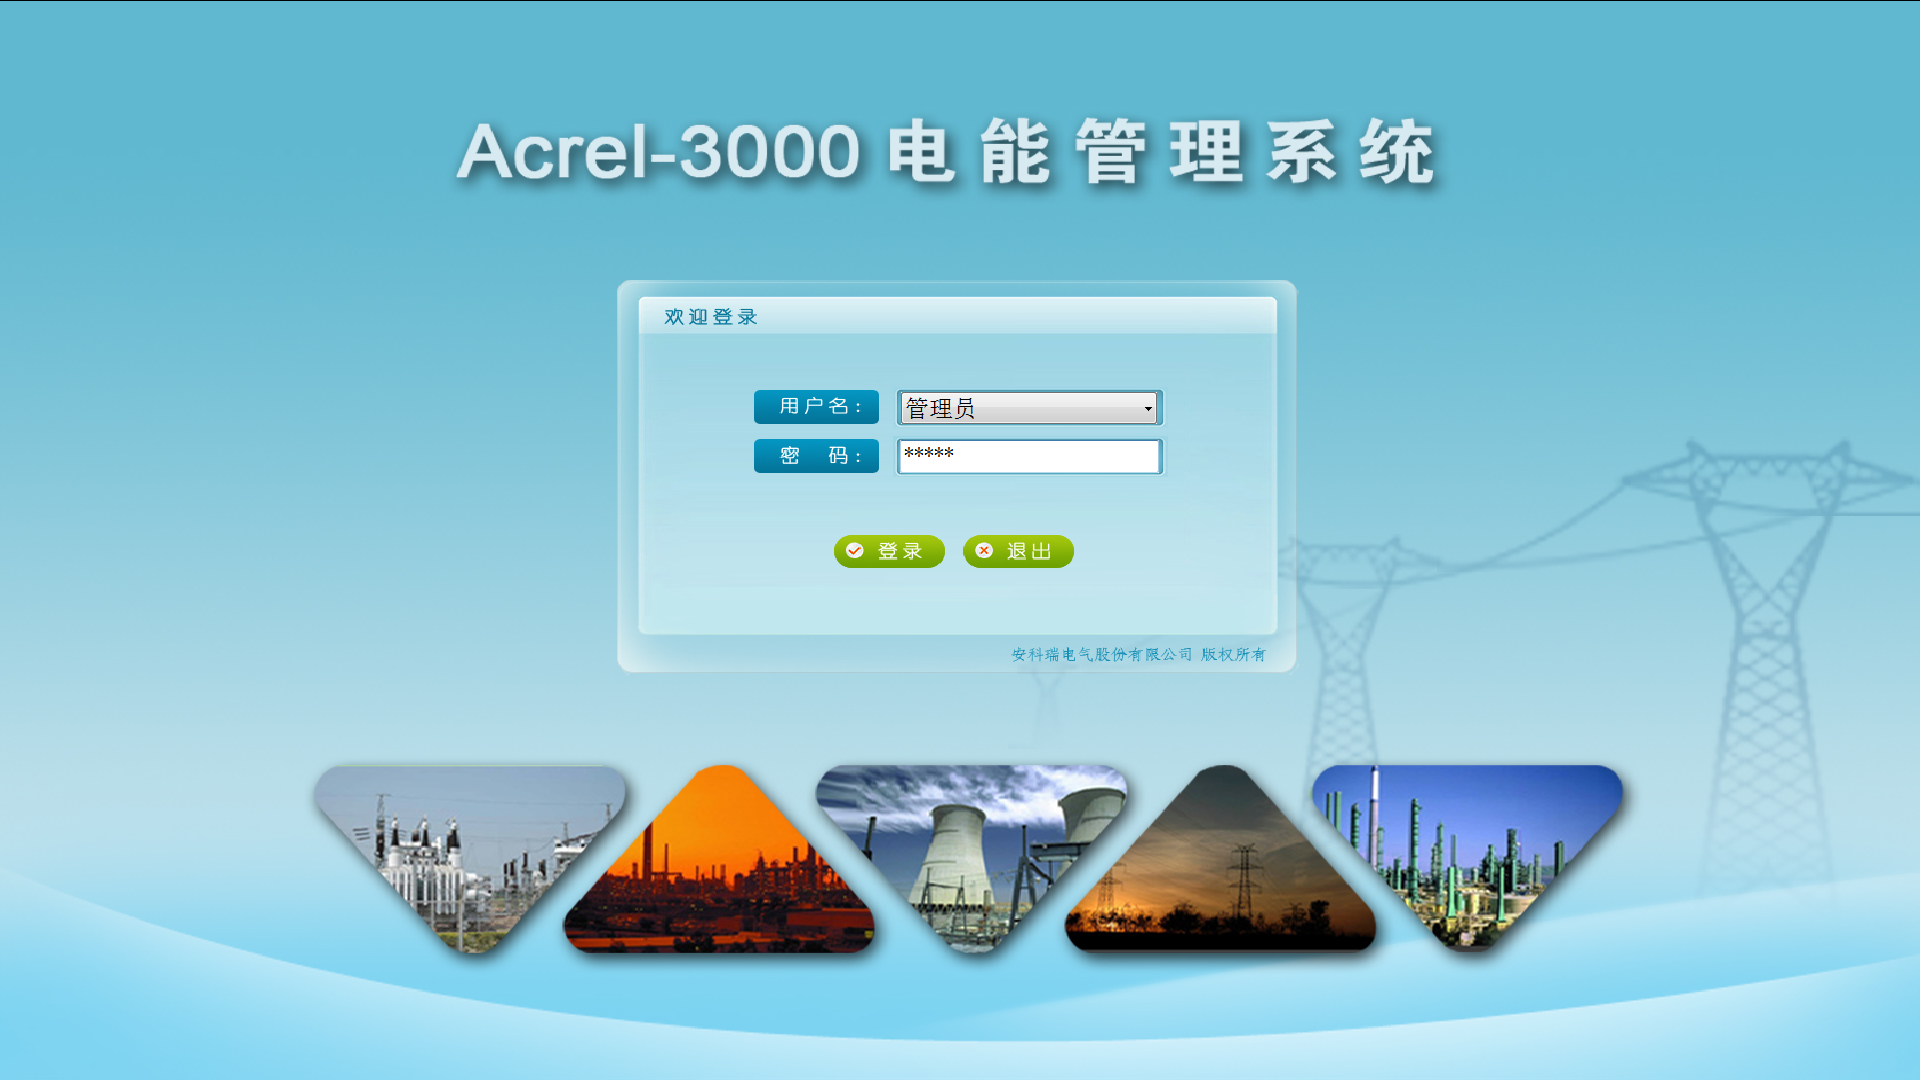 Acrel-3000 电能管理系统
欢迎登录
用户名： 管理员
密 码： *****
登录 退出
安科瑞电气股份有限公司 版权所有